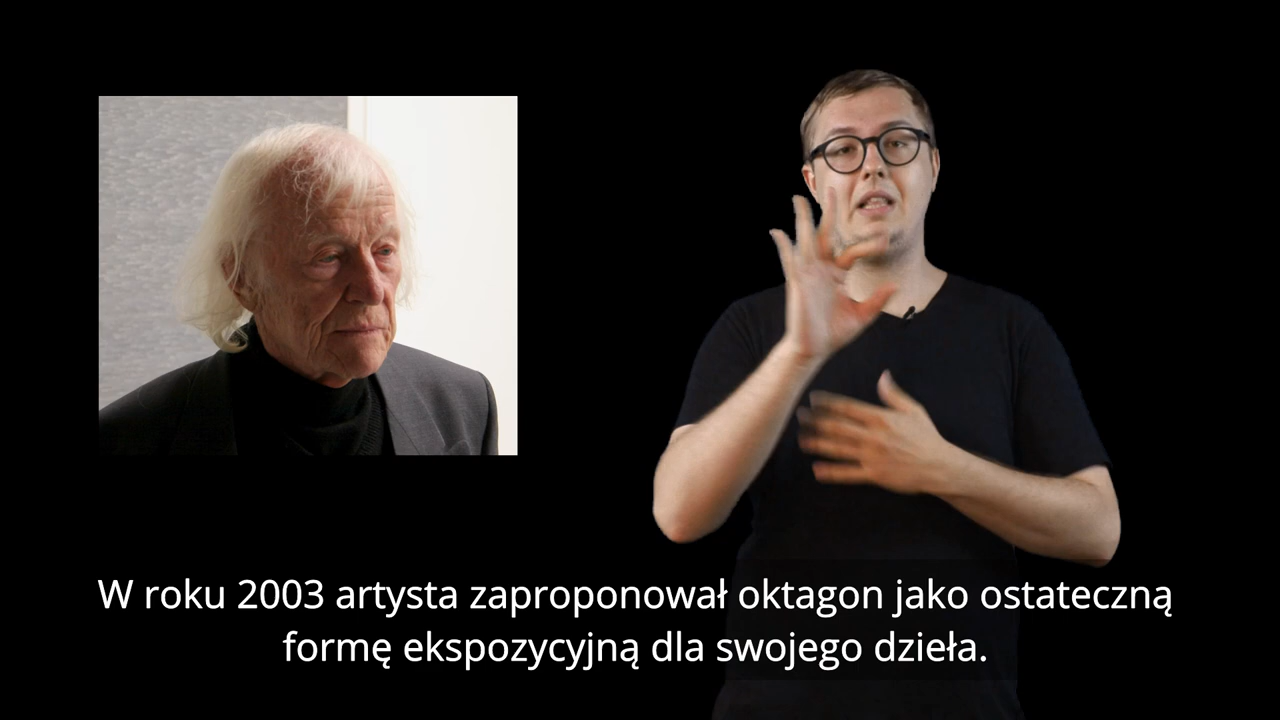 W roku 2003 artysta zaproponował oktagon jako ostateczną
formę ekspozycyjną dla swojego dzieła.